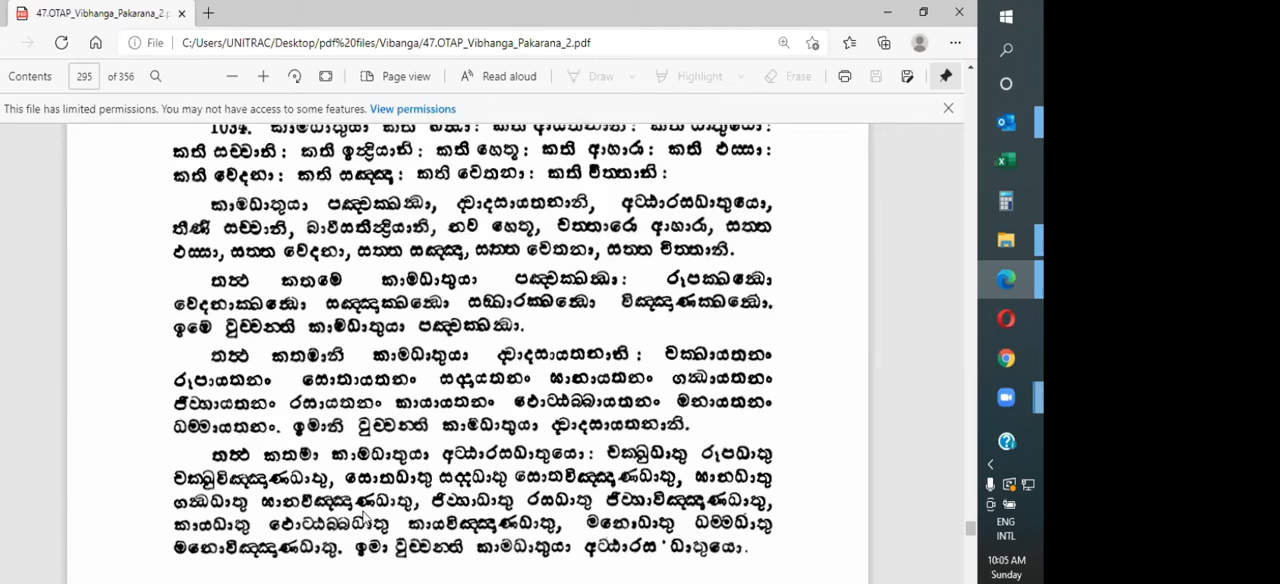 47.OTAP_Vibhanga_Pakarana_2.p
File C:/Users/UNITRAC/Desktop/pdf%20files/Vibanga/47.OTAP_Vibhanga_Pakarana_2.pdf
Contents 295 of 356 Page view Read aloud Draw Highlight Erase
This file has limited permissions. You may not have access to some features. View permissions
1034. කාමධාතුයා කති ඛන්ධා: කති ආයතනානි: කති ධාතුයො:
කති සච්චානි: කති ඉන්ද්‍රියානි: කති හෙතූ: කති ආහාරා: කති ඵස්සා:
කති වෙදනා: කති සඤ්ඤා: කති චෙතනා: කති චිත්තානි:
කාමධාතුයා පඤ්චක්ඛන්ධා, ද්වාදසායතනානි, අට්ඨාරසධාතුයො,
තීණි සච්චානි, බාවීසතින්ද්‍රියානි, නව හෙතූ, චත්තාරො ආහාරා, සත්ත
ඵස්සා, සත්ත වෙදනා, සත්ත සඤ්ඤා, සත්ත චෙතනා, සත්ත චිත්තානි.
තත්ථ කතමෙ කාමධාතුයා පඤ්චක්ඛන්ධා: රූපක්ඛන්ධො
වෙදනාක්ඛන්ධො සඤ්ඤාක්ඛන්ධො සඞ්ඛාරක්ඛන්ධො විඤ්ඤාණක්ඛන්ධො.
ඉමෙ වුච්චන්ති කාමධාතුයා පඤ්චක්ඛන්ධා.
තත්ථ කතමානි කාමධාතුයා ද්වාදසායතනානි: චක්ඛායතනං
රූපායතනං සොතායතනං සද්දායතනං ඝානායතනං ගන්ධායතනං
ජිව්හායතනං රසායතනං කායායතනං ඵොට්ඨබ්බායතනං මනායතනං
ධම්මායතනං. ඉමානි වුච්චන්ති කාමධාතුයා ද්වාදසායතනානි.
තත්ථ කතමා කාමධාතුයා අට්ඨාරසධාතුයො: චක්ඛුධාතු රූපධාතු
චක්ඛුවිඤ්ඤාණධාතු, සොතධාතු සද්දධාතු සොතවිඤ්ඤාණධාතු, ඝානධාතු
ගන්ධධාතු ඝානවිඤ්ඤාණධාතු, ජිව්හාධාතු රසධාතු ජිව්හාවිඤ්ඤාණධාතු,
කායධාතු ඵොට්ඨබ්බධාතු කායවිඤ්ඤාණධාතු, මනොධාතු ධම්මධාතු
මනොවිඤ්ඤාණධාතු. ඉමා වුච්චන්ති කාමධාතුයා අට්ඨාරස ධාතුයො.
ENG
INTL
10:05 AM
Sunday